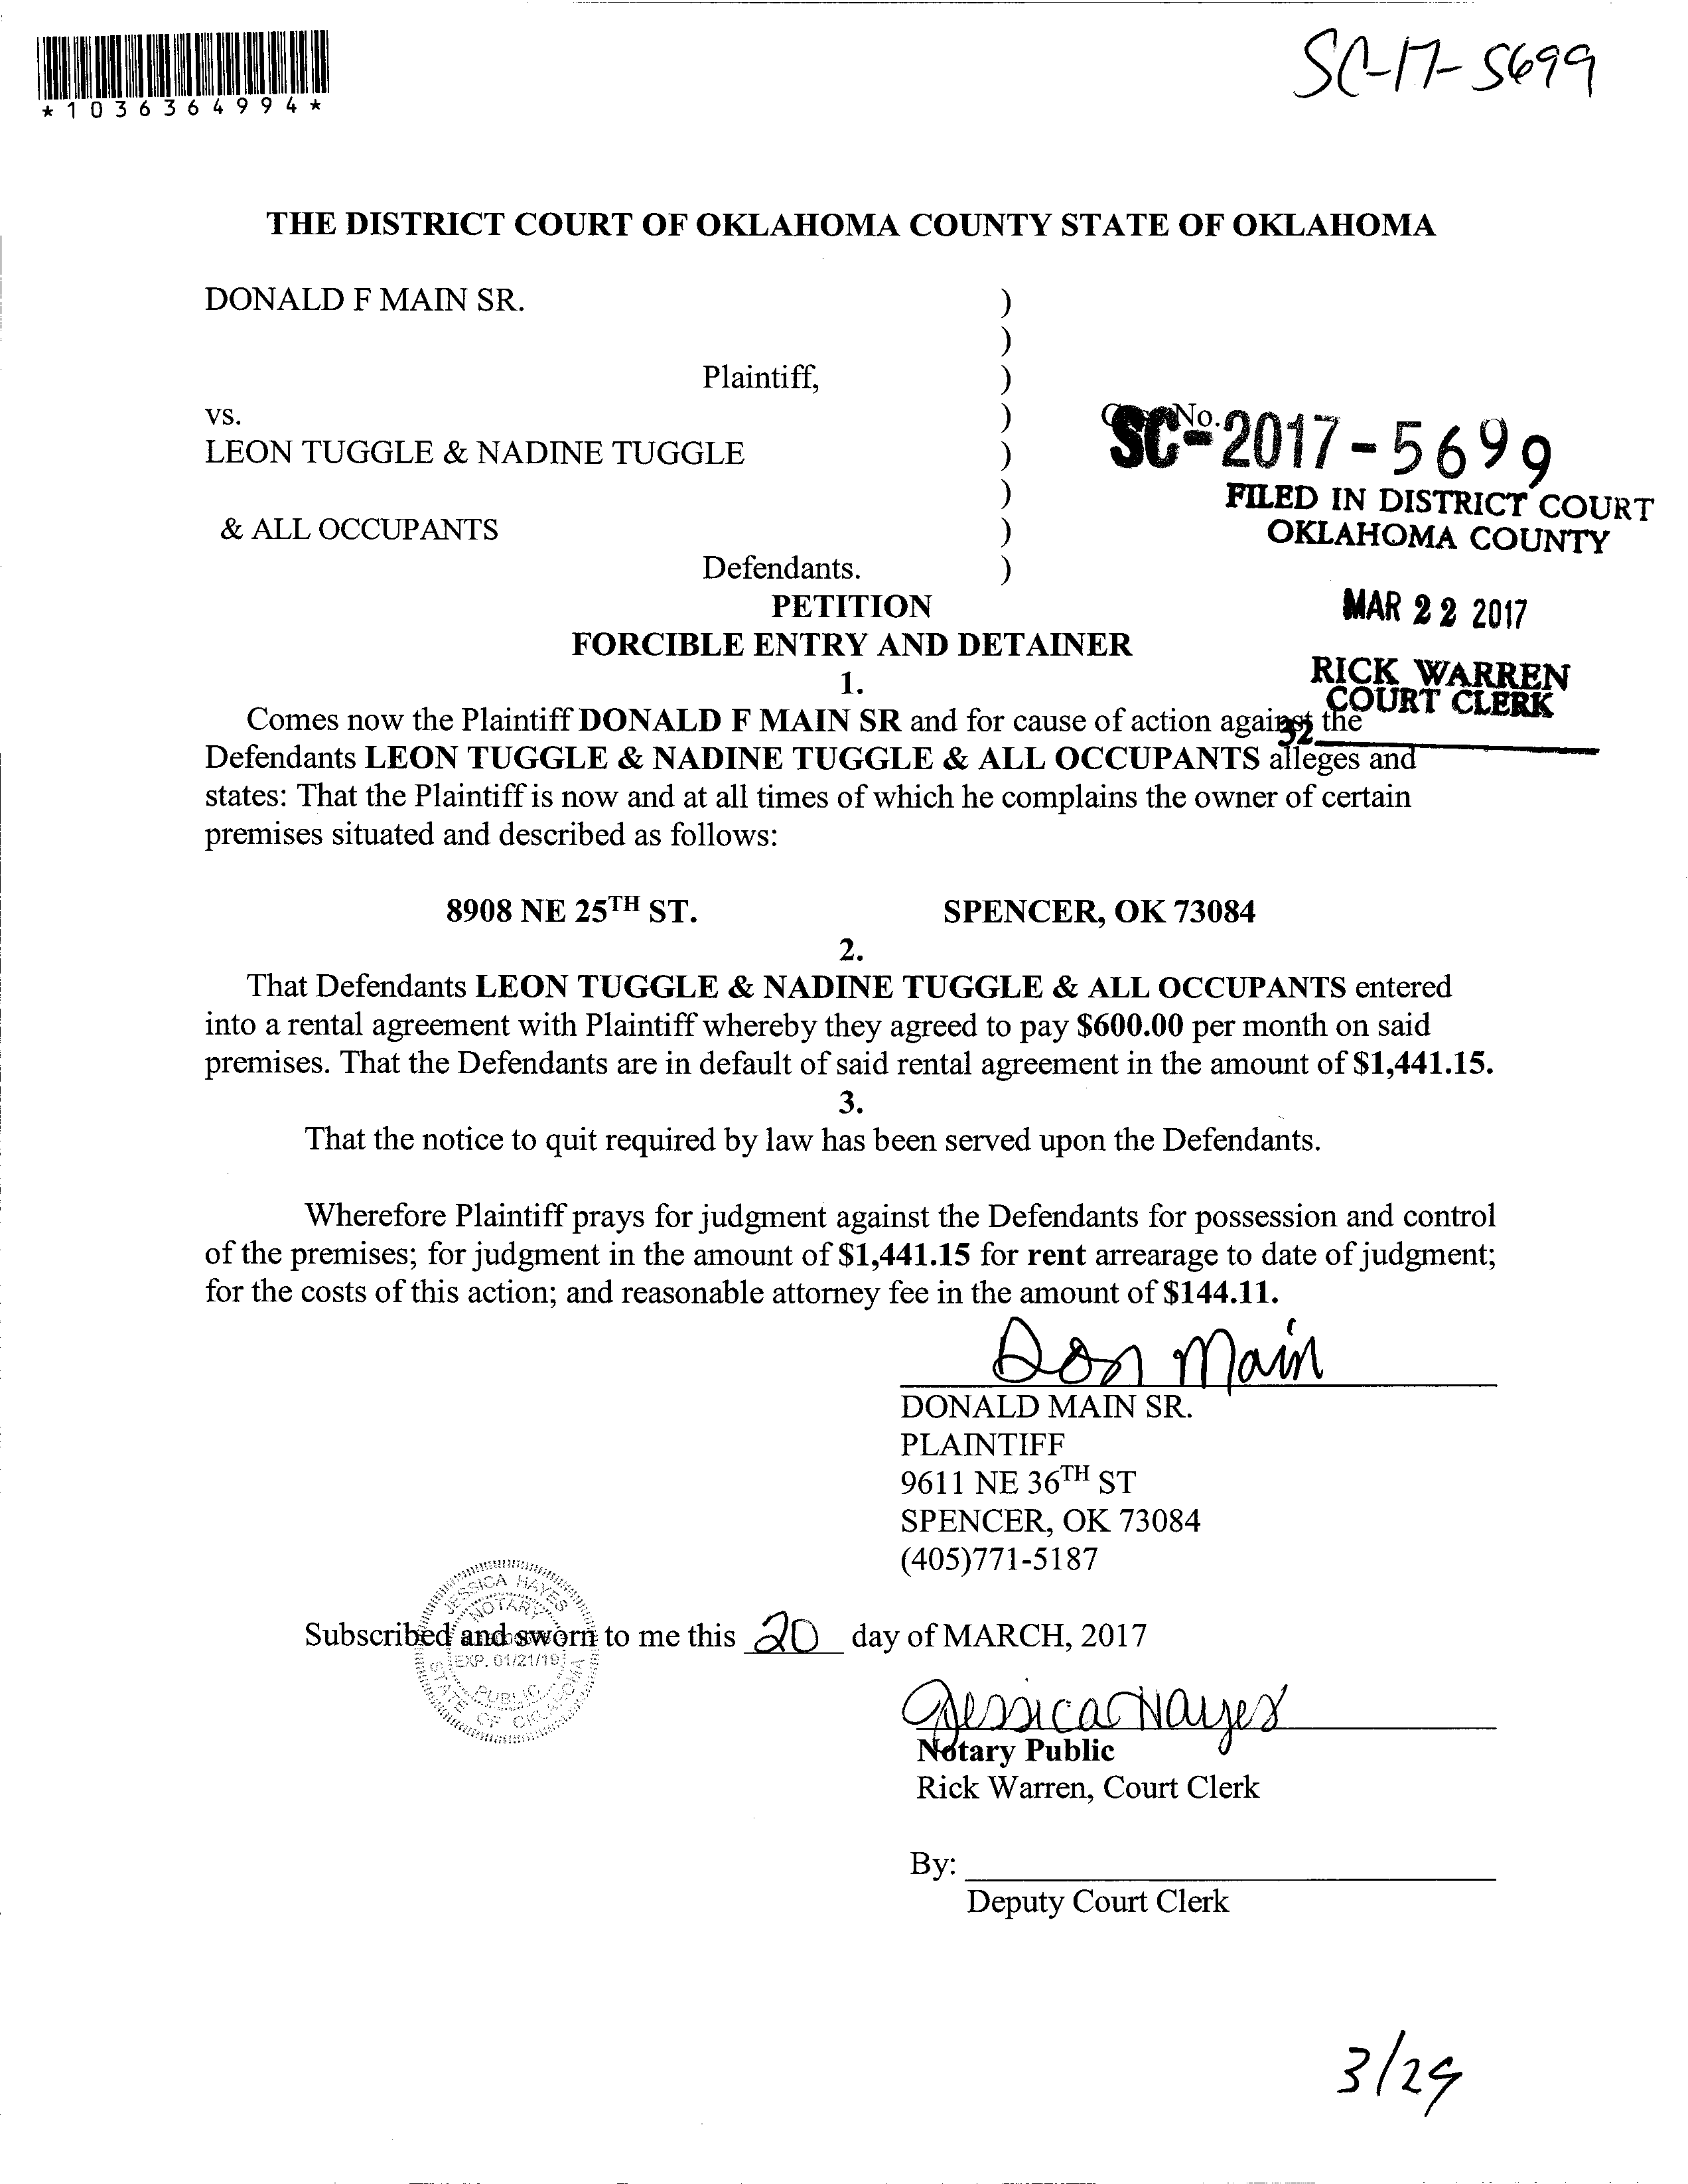 SC-17-5699
*1036364994*
THE DISTRICT COURT OF OKLAHOMA COUNTY STATE OF OKLAHOMA
DONALD F MAIN SR. )
)
Plaintiff, )
vs. )
LEON TUGGLE & NADINE TUGGLE )
)
& ALL OCCUPANTS )
Defendants. )
No.
SC-2017-5699
FILED IN DISTRICT COURT
OKLAHOMA COUNTY
MAR 22 2017
RICK WARREN
COURT CLERK
32
PETITION
FORCIBLE ENTRY AND DETAINER
1.
Comes now the Plaintiff DONALD F MAIN SR and for cause of action against the
Defendants LEON TUGGLE & NADINE TUGGLE & ALL OCCUPANTS alleges and
states: That the Plaintiff is now and at all times of which he complains the owner of certain
premises situated and described as follows:
8908 NE 25TH ST. SPENCER, OK 73084
2.
That Defendants LEON TUGGLE & NADINE TUGGLE & ALL OCCUPANTS entered
into a rental agreement with Plaintiff whereby they agreed to pay $600.00 per month on said
premises. That the Defendants are in default of said rental agreement in the amount of $1,441.15.
3.
That the notice to quit required by law has been served upon the Defendants.
Wherefore Plaintiff prays for judgment against the Defendants for possession and control
of the premises; for judgment in the amount of $1,441.15 for rent arrearage to date of judgment;
for the costs of this action; and reasonable attorney fee in the amount of $144.11.
Don Main
DONALD MAIN SR.
PLAINTIFF
9611 NE 36TH ST
SPENCER, OK 73084
(405)771-5187
JESSICA HAYES
NOTARY
EXP. 01/21/19
PUBLIC
STATE OF OKLAHOMA
Subscribed and sworn to me this 20 day of MARCH, 2017
Jessica Hayes
Notary Public
Rick Warren, Court Clerk
By:
Deputy Court Clerk
3/29